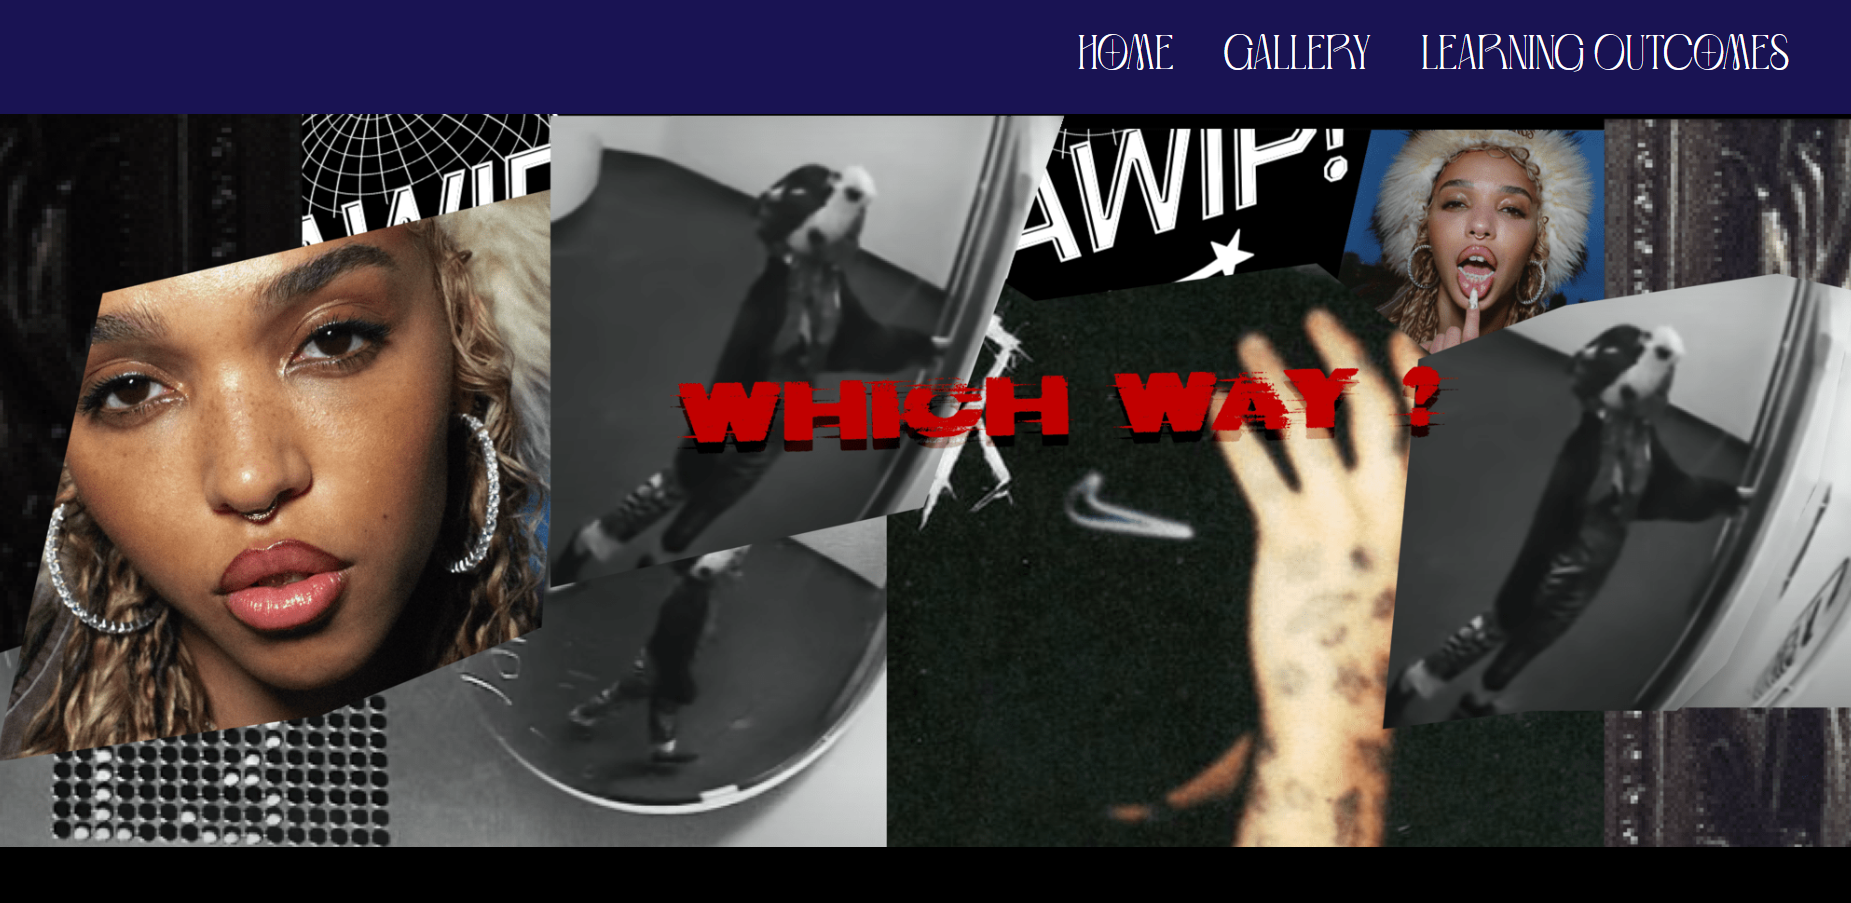 HOME GALLERY LEARNING OUTCOMES
AWIP!
WHICH WAY ?